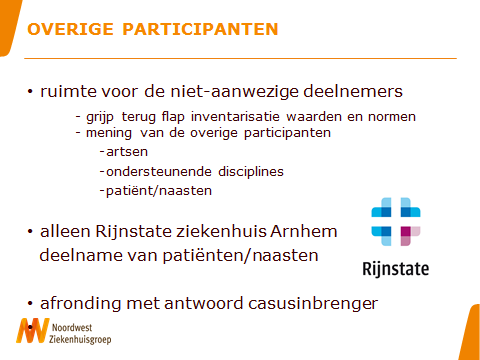 OVERIGE PARTICIPANTEN
• ruimte voor de niet-aanwezige deelnemers
- grijp terug flap inventarisatie waarden en normen
- mening van de overige participanten
-artsen
-ondersteunende disciplines
-patiënt/naasten
• alleen Rijnstate ziekenhuis Arnhem
deelname van patiënten/naasten
Rijnstate
• afronding met antwoord casusinbrenger
Noordwest
Ziekenhuisgroep